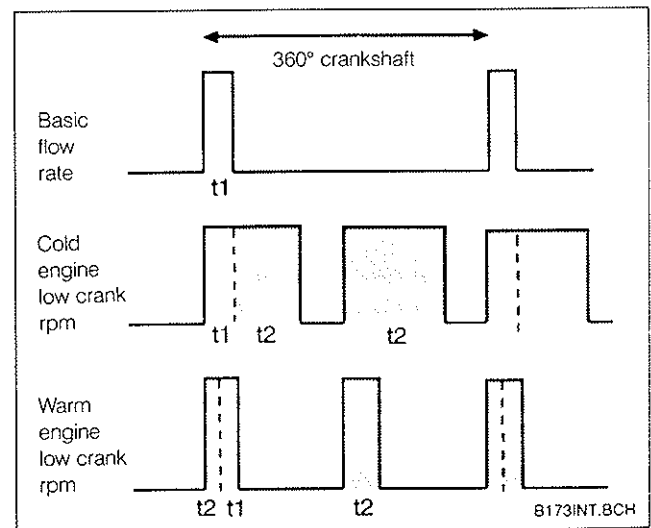 360° crankshaft
Basic
flow
rate
t1
Cold
engine
low crank
rpm
t1 t2 t2
Warm
engine
low crank
rpm
t2 t1 t2
B173INT.BCH